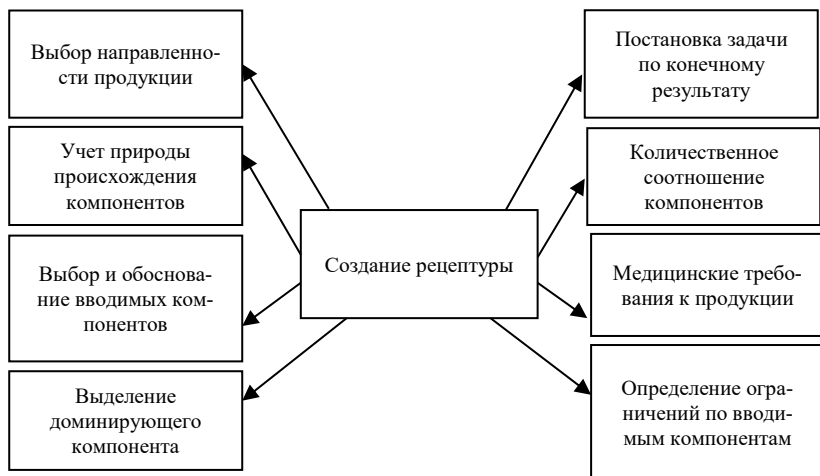 Выбор направленно-
сти продукции
Учет природы
происхождения
компонентов
Выбор и обоснова-
ние вводимых ком-
понентов
Выделение
доминирующего
компонента
Создание рецептуры
Постановка задачи
по конечному
результату
Количественное
соотношение
компонентов
Медицинские требо-
вания к продукции
Определение огра-
ничений по вводи-
мым компонентам